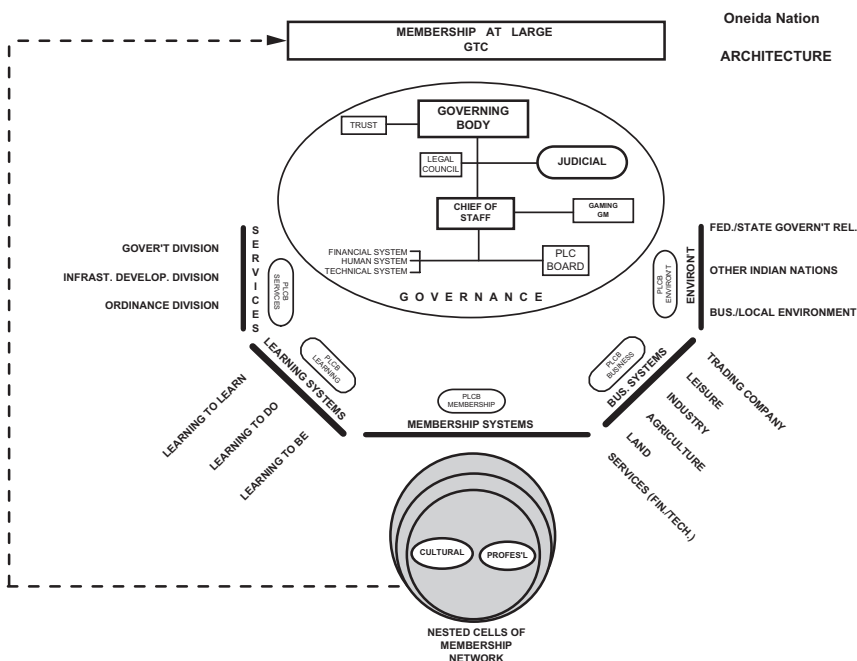 Oneida Nation
ARCHITECTURE
MEMBERSHIP AT LARGE
GTC
GOVERNING
BODY
TRUST
LEGAL
COUNCIL
JUDICIAL
CHIEF OF
STAFF
GAMING
GM
FINANCIAL SYSTEM
HUMAN SYSTEM
TECHNICAL SYSTEM
PLC
BOARD
GOVERNANCE
SERVICES
PLCB
SERVICES
GOVER'T DIVISION
INFRAST. DEVELOP. DIVISION
ORDINANCE DIVISION
PLCB
LEARNING
LEARNING SYSTEMS
LEARNING TO LEARN
LEARNING TO DO
LEARNING TO BE
PLCB
MEMBERSHIP
MEMBERSHIP SYSTEMS
PLCB
BUSINESS
BUS. SYSTEMS
TRADING COMPANY
LEISURE
INDUSTRY
AGRICULTURE
LAND
SERVICES (FIN./TECH.)
PLCB
ENVIRON'T
ENVIRON'T
FED./STATE GOVERN'T REL.
OTHER INDIAN NATIONS
BUS./LOCAL ENVIRONMENT
CULTURAL
PROFES'L
NESTED CELLS OF
MEMBERSHIP
NETWORK